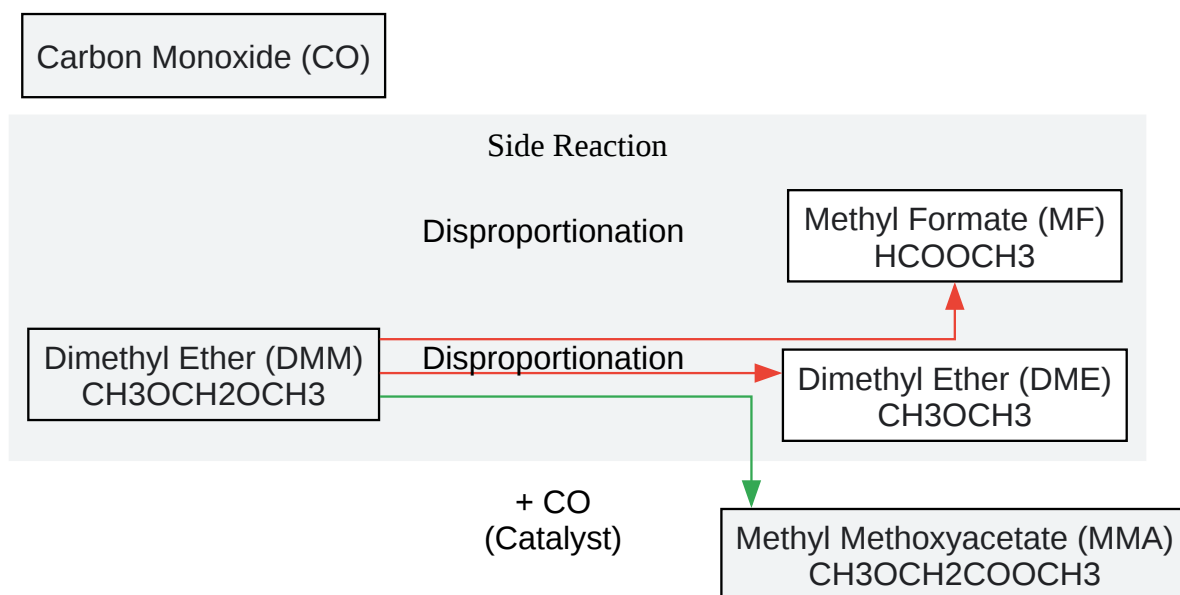 Carbon Monoxide (CO)
Side Reaction
Disproportionation
Methyl Formate (MF)
HCOOCH3
Dimethyl Ether (DMM)
CH3OCH2OCH3
Disproportionation
Dimethyl Ether (DME)
CH3OCH3
+ CO
(Catalyst)
Methyl Methoxyacetate (MMA)
CH3OCH2COOCH3